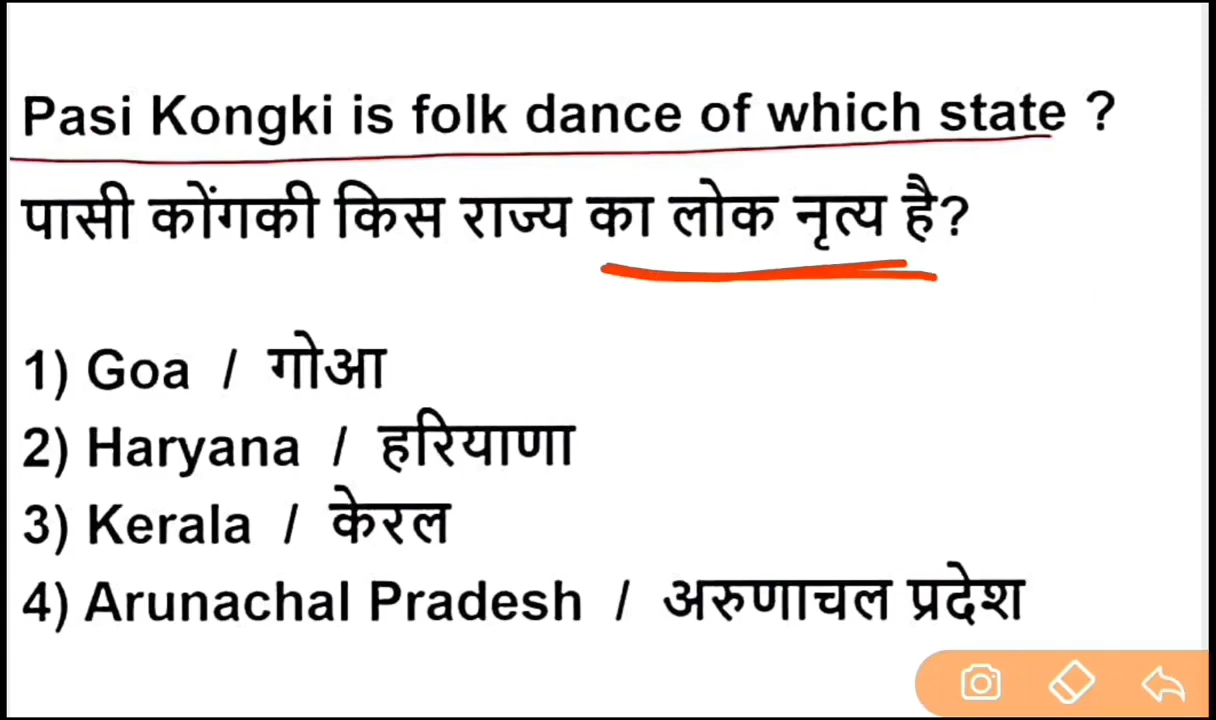 Pasi Kongki is folk dance of which state ?
पासी कोंगकी किस राज्य का लोक नृत्य है?
1) Goa / गोआ
2) Haryana / हरियाणा
3) Kerala / केरल
4) Arunachal Pradesh / अरुणाचल प्रदेश